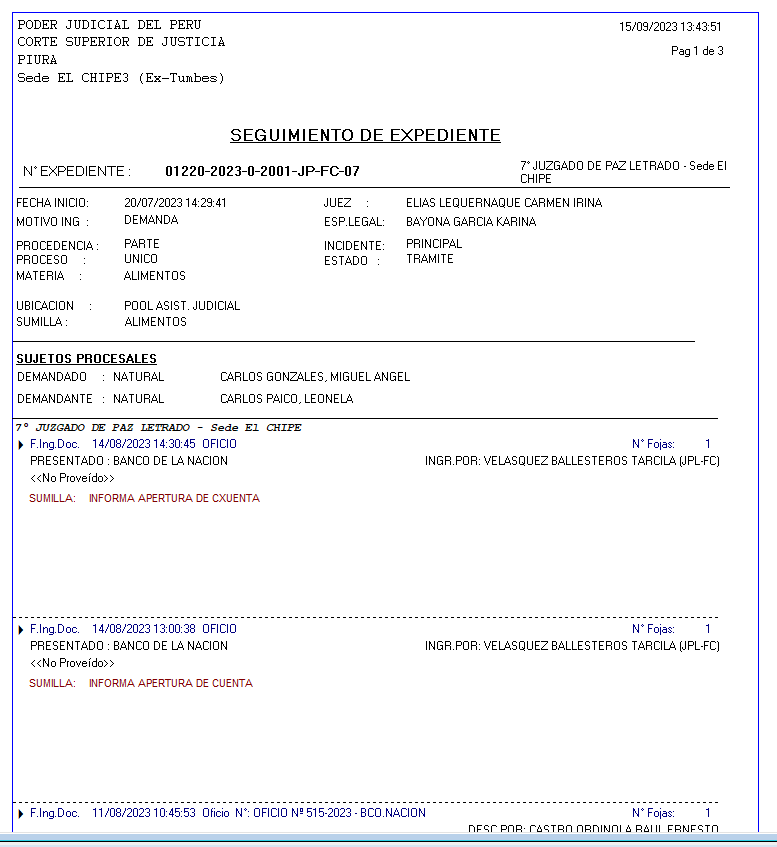 PODER JUDICIAL DEL PERU
15/09/2023 13:43:51
CORTE SUPERIOR DE JUSTICIA
Pag 1 de 3
PIURA
Sede EL CHIPE3 (Ex-Tumbes)
SEGUIMIENTO DE EXPEDIENTE
N° EXPEDIENTE : 01220-2023-0-2001-JP-FC-07 7° JUZGADO DE PAZ LETRADO - Sede El
CHIPE
FECHA INICIO: 20/07/2023 14:29:41 JUEZ : ELIAS LEQUERNAQUE CARMEN IRINA
MOTIVO ING : DEMANDA ESP.LEGAL: BAYONA GARCIA KARINA
PROCEDENCIA : PARTE INCIDENTE: PRINCIPAL
PROCESO : UNICO ESTADO : TRAMITE
MATERIA : ALIMENTOS
UBICACION : POOL ASIST. JUDICIAL
SUMILLA : ALIMENTOS
SUJETOS PROCESALES
DEMANDADO : NATURAL CARLOS GONZALES, MIGUEL ANGEL
DEMANDANTE : NATURAL CARLOS PAICO, LEONELA
7° JUZGADO DE PAZ LETRADO - Sede El CHIPE
F.Ing.Doc. 14/08/2023 14:30:45 OFICIO N° Fojas: 1
PRESENTADO : BANCO DE LA NACION INGR.POR: VELASQUEZ BALLESTEROS TARCILA (JPL-FC)
<<No Proveído>>
SUMILLA: INFORMA APERTURA DE CXUENTA
F.Ing.Doc. 14/08/2023 13:00:38 OFICIO N° Fojas: 1
PRESENTADO : BANCO DE LA NACION INGR.POR: VELASQUEZ BALLESTEROS TARCILA (JPL-FC)
<<No Proveído>>
SUMILLA: INFORMA APERTURA DE CUENTA
F.Ing.Doc. 11/08/2023 10:45:53 Oficio N°: OFICIO Nº 515-2023 - BCO.NACION N° Fojas: 1
DESC.POR: CASTRO ORDINOLA RAUL ERNESTO